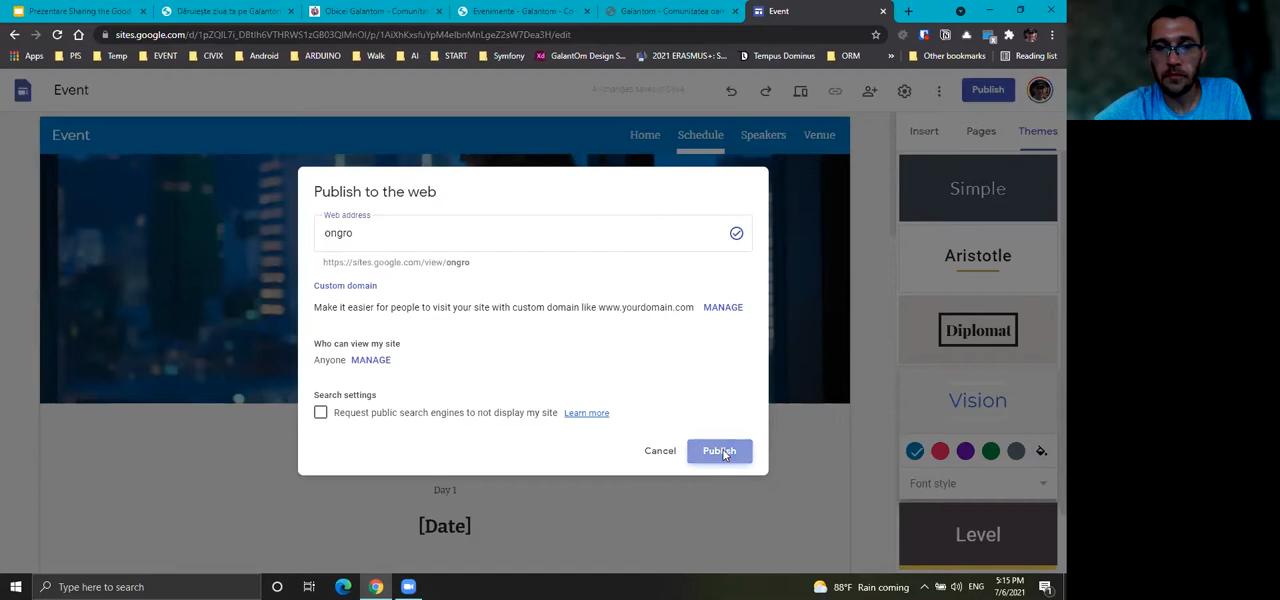 Prezentare Sharing the Good
Dăruiește ziua ta pe Galantom
Obicei Galantom - Comunitat
Evenimente - Galantom - Co
Galantom - Comunitatea oam
Event
sites.google.com/d/
/edit
Apps
PIS
Temp
EVENT
CIVIX
Android
ARDUINO
Walk
AI
START
Symfony
GalantOm Design S...
2021 ERASMUS+: S...
Tempus Dominus
ORM
»
Other bookmarks
Reading list
Event
Publish
Event
Home
Schedule
Speakers
Venue
Insert
Pages
Themes
Simple
Aristotle
Diplomat
Vision
Font style
Level
Publish to the web
Web address
ongro
https://sites.google.com/view/ongro
Custom domain
Make it easier for people to visit your site with custom domain like www.yourdomain.com MANAGE
Who can view my site
Anyone MANAGE
Search settings
Request public search engines to not display my site Learn more
Cancel
Publish
Day 1
[Date]
Type here to search
88°F Rain coming
ENG
5:15 PM
7/6/2021